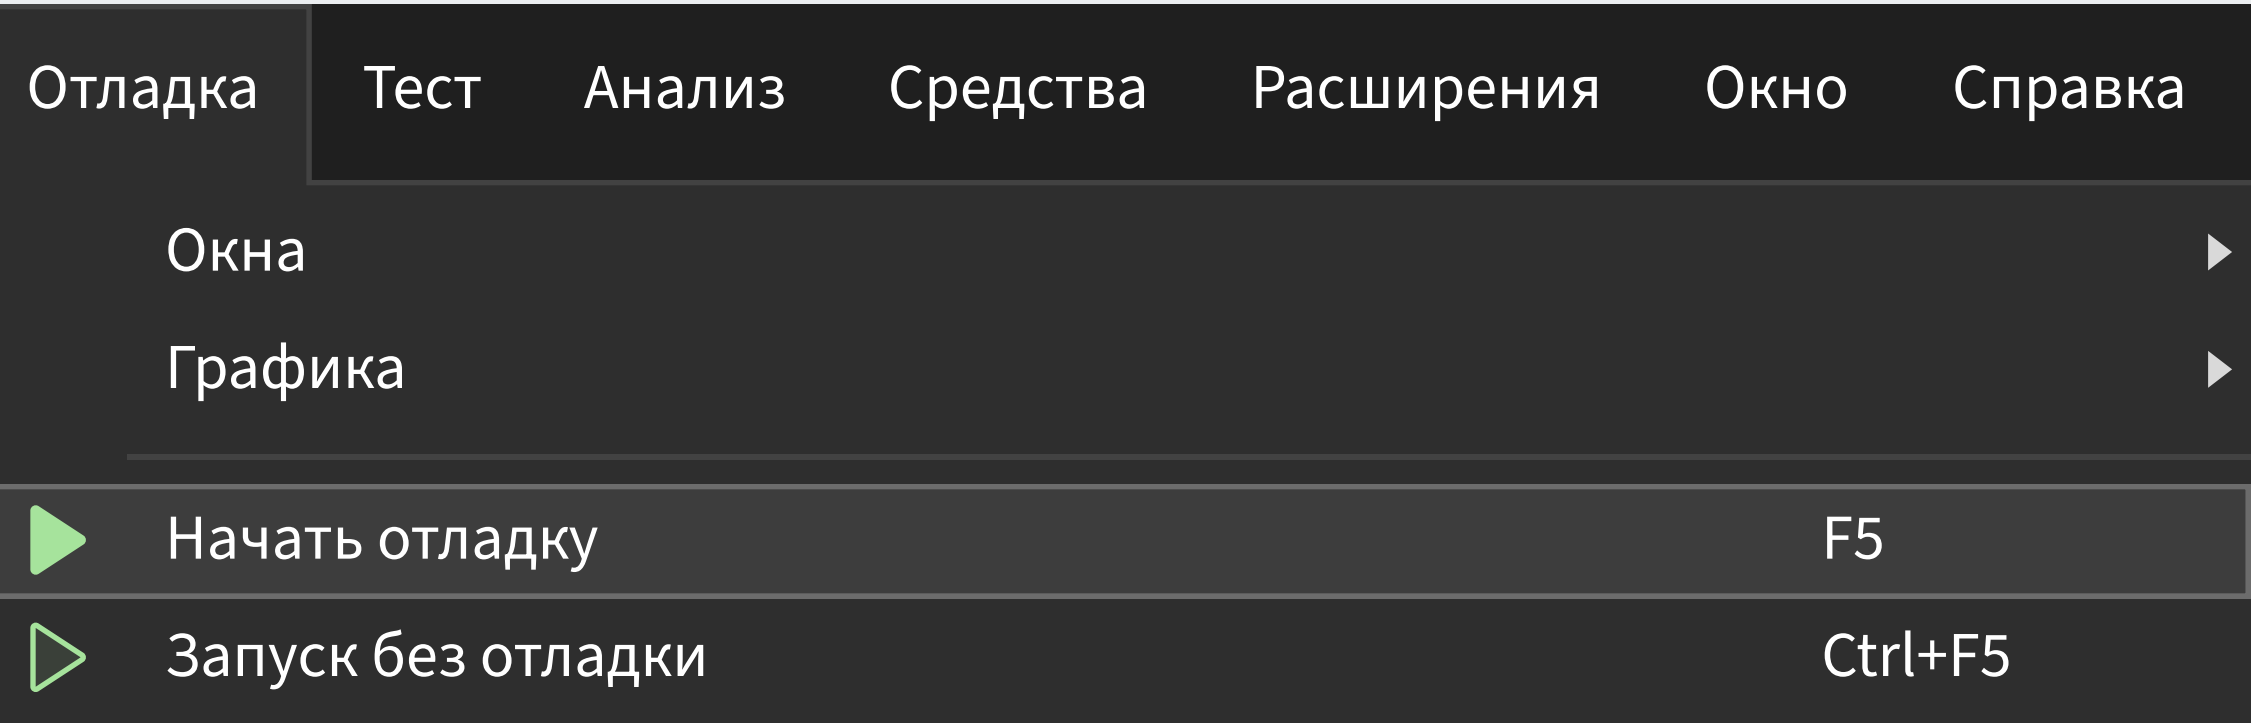 Отладка Тест Анализ Средства Расширения Окно Справка
Окна
Графика
Начать отладку F5
Запуск без отладки Ctrl+F5